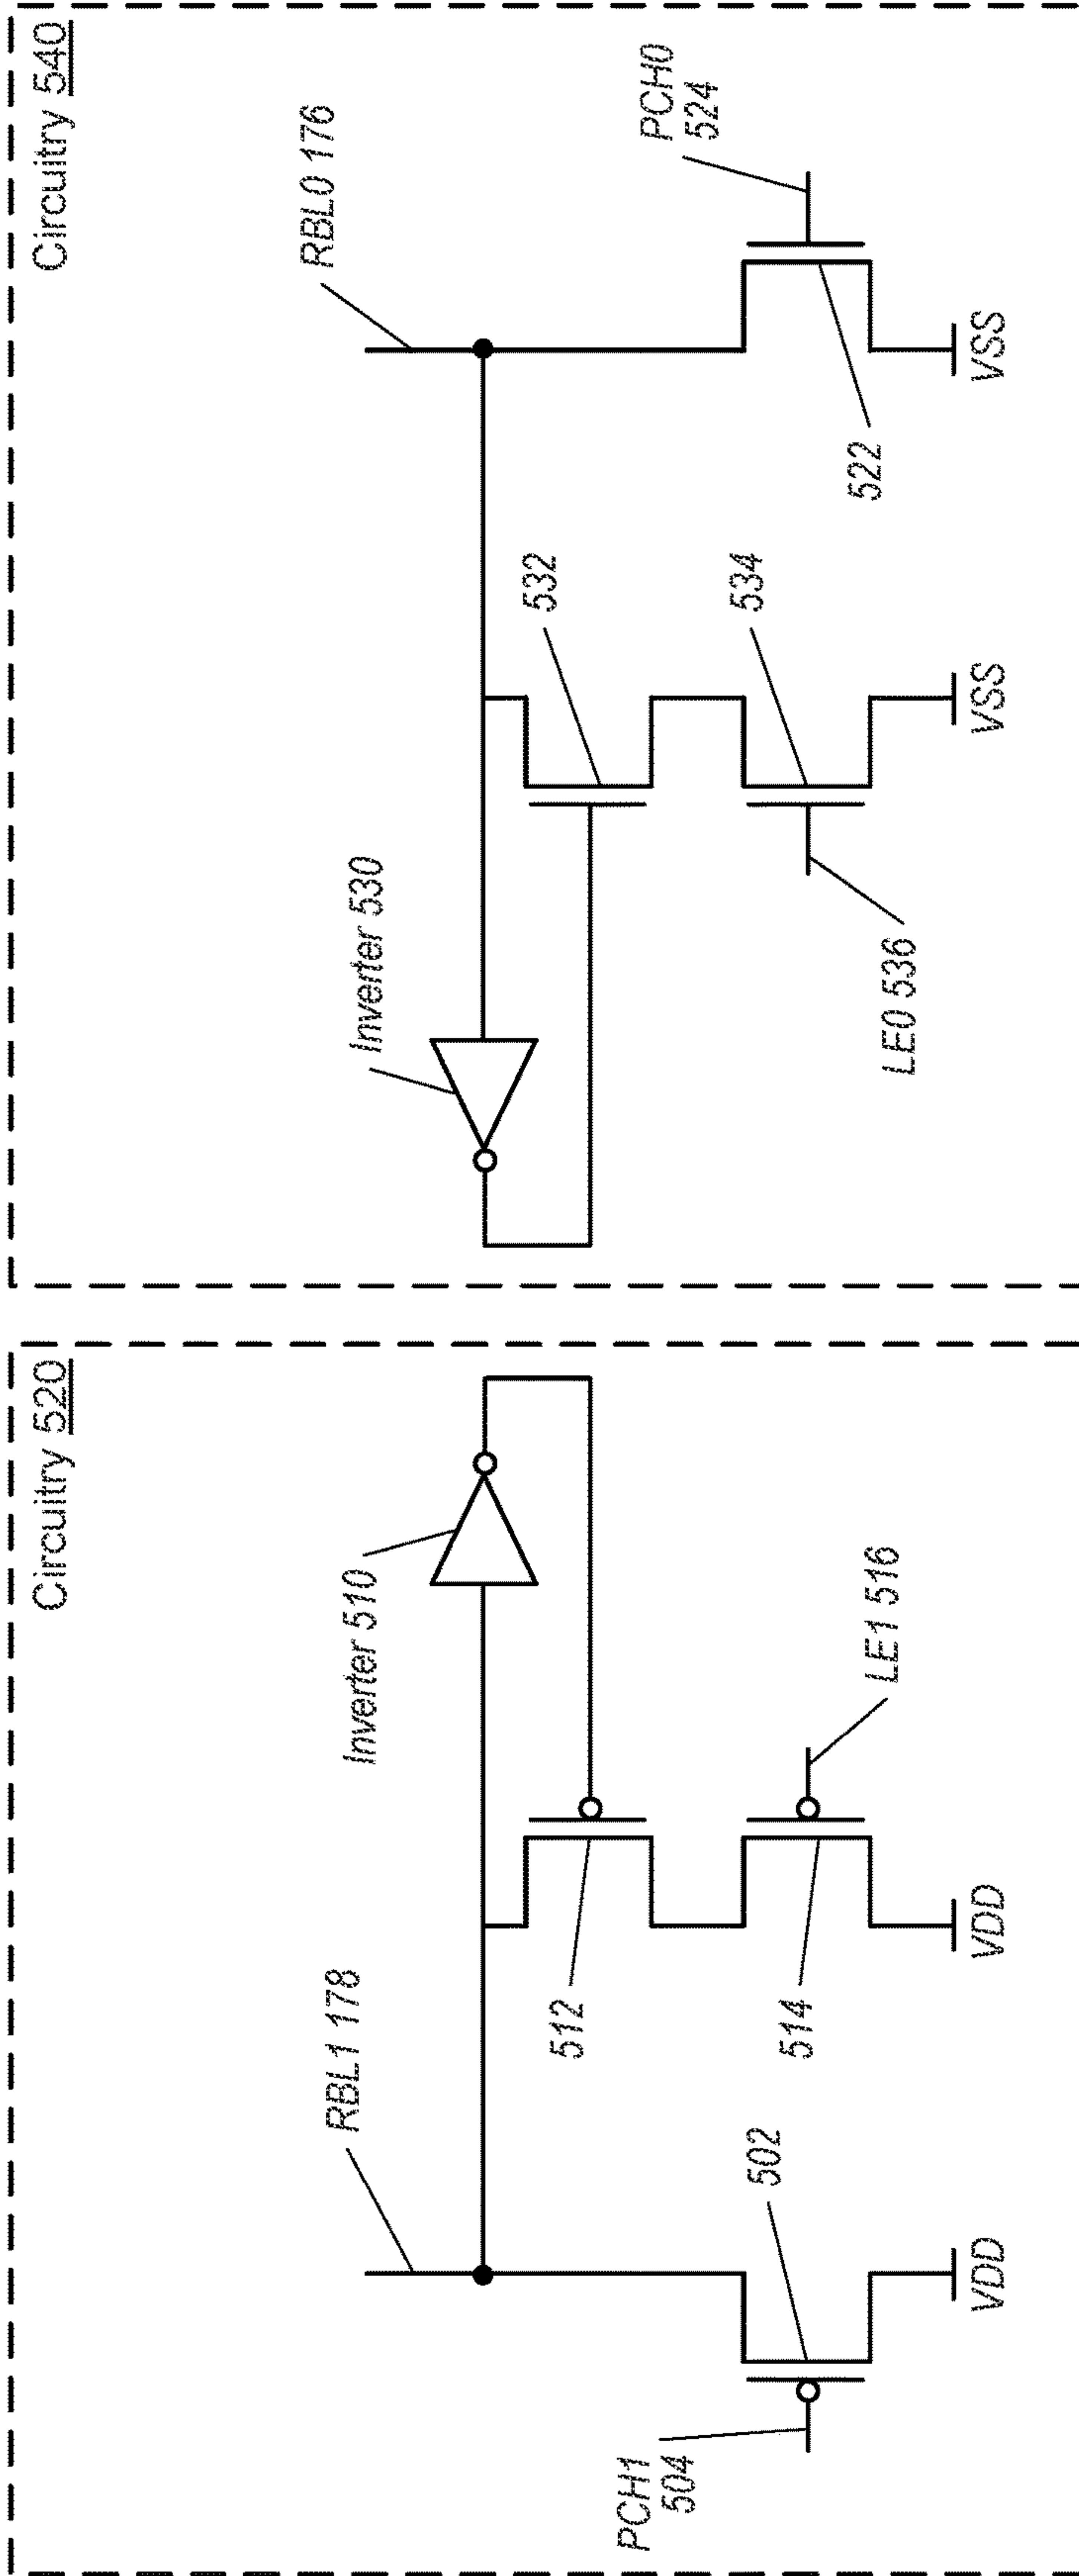 Circuitry 520
RBL1 178
Inverter 510
PCH1
504
502
512
514
LE1 516
VDD
VDD
Circuitry 540
Inverter 530
RBL0 176
532
534
LE0 536
522
PCH0
524
VSS
VSS